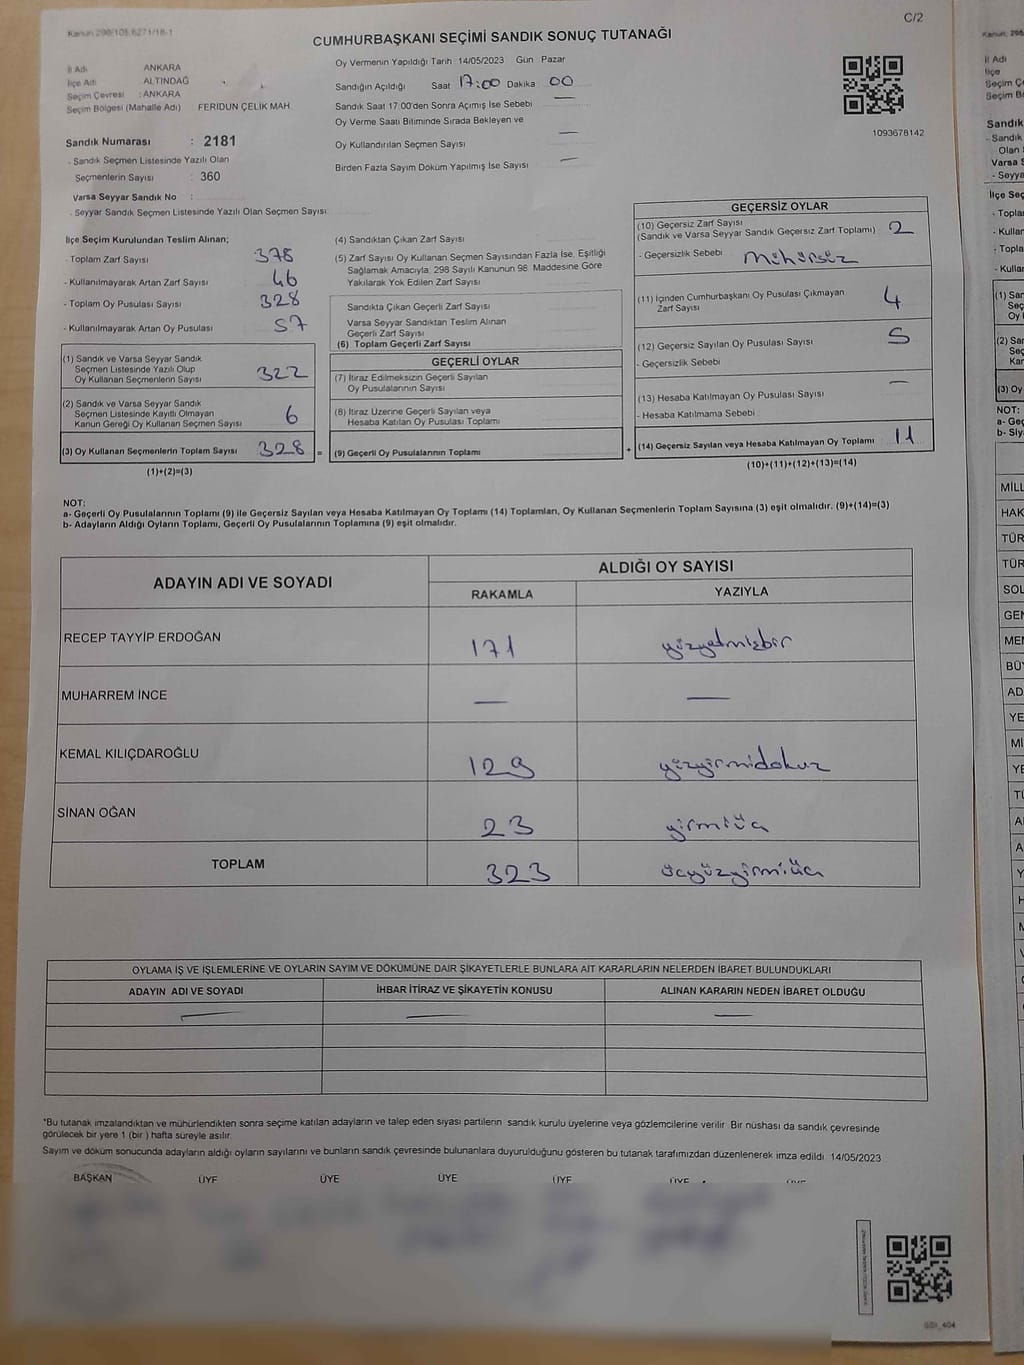 C/2
Kanun 298/105,6271/18-1
CUMHURBAŞKANI SEÇİMİ SANDIK SONUÇ TUTANAĞI
İl Adı ANKARA
İlçe Adı ALTINDAĞ
Seçim Çevresi : ANKARA
Seçim Bölgesi (Mahalle Adı) FERİDUN ÇELİK MAH.
Sandık Numarası : 2181
- Sandık Seçmen Listesinde Yazılı Olan
Seçmenlerin Sayısı : 360
Varsa Seyyar Sandık No :
- Seyyar Sandık Seçmen Listesinde Yazılı Olan Seçmen Sayısı
Oy Vermenin Yapıldığı Tarih : 14/05/2023 Gün Pazar
Sandığın Açıldığı Saat 17:00 Dakika 00
Sandık Saat 17.00'den Sonra Açımış İse Sebebi —
Oy Verme Saati Bitiminde Sırada Bekleyen ve
Oy Kullandırılan Seçmen Sayısı —
Birden Fazla Sayım Döküm Yapılmış İse Sayısı —
1093678142
İlçe Seçim Kurulundan Teslim Alınan;
- Toplam Zarf Sayısı 378
- Kullanılmayarak Artan Zarf Sayısı 46
- Toplam Oy Pusulası Sayısı 328
- Kullanılmayarak Artan Oy Pusulası 57
(1) Sandık ve Varsa Seyyar Sandık
Seçmen Listesinde Yazılı Olup
Oy Kullanan Seçmenlerin Sayısı 322
(2) Sandık ve Varsa Seyyar Sandık
Seçmen Listesinde Kayıtlı Olmayan
Kanun Gereği Oy Kullanan Seçmen Sayısı 6
(3) Oy Kullanan Seçmenlerin Toplam Sayısı 328 =
(1)+(2)=(3)
(4) Sandıktan Çıkan Zarf Sayısı
(5) Zarf Sayısı Oy Kullanan Seçmen Sayısından Fazla İse, Eşitliği
Sağlamak Amacıyla; 298 Sayılı Kanunun 98. Maddesine Göre
Yakılarak Yok Edilen Zarf Sayısı
Sandıkta Çıkan Geçerli Zarf Sayısı
Varsa Seyyar Sandıktan Teslim Alınan
Geçerli Zarf Sayısı
(6) Toplam Geçerli Zarf Sayısı
GEÇERLİ OYLAR
(7) İtiraz Edilmeksizin Geçerli Sayılan
Oy Pusulalarının Sayısı
(8) İtiraz Üzerine Geçerli Sayılan veya
Hesaba Katılan Oy Pusulası Toplamı
(9) Geçerli Oy Pusulalarının Toplamı +
GEÇERSİZ OYLAR
(10) Geçersiz Zarf Sayısı
(Sandık ve Varsa Seyyar Sandık Geçersiz Zarf Toplamı) 2
- Geçersizlik Sebebi Mühürsüz
(11) İçinden Cumhurbaşkanı Oy Pusulası Çıkmayan
Zarf Sayısı 4
(12) Geçersiz Sayılan Oy Pusulası Sayısı 5
- Geçersizlik Sebebi
(13) Hesaba Katılmayan Oy Pusulası Sayısı —
- Hesaba Katılmama Sebebi
(14) Geçersiz Sayılan veya Hesaba Katılmayan Oy Toplamı 11
(10)+(11)+(12)+(13)=(14)
NOT:
a- Geçerli Oy Pusulalarının Toplamı (9) ile Geçersiz Sayılan veya Hesaba Katılmayan Oy Toplamı (14) Toplamları, Oy Kullanan Seçmenlerin Toplam Sayısına (3) eşit olmalıdır. (9)+(14)=(3)
b- Adayların Aldığı Oyların Toplamı, Geçerli Oy Pusulalarının Toplamına (9) eşit olmalıdır.
ADAYIN ADI VE SOYADI ALDIĞI OY SAYISI
RAKAMLA YAZIYLA
RECEP TAYYİP ERDOĞAN 171 yüzyetmişbir
MUHARREM İNCE — —
KEMAL KILIÇDAROĞLU 129 yüzyirmidokuz
SİNAN OĞAN 23 yirmiüç
TOPLAM 323 üçyüzyirmiüç
OYLAMA İŞ VE İŞLEMLERİNE VE OYLARIN SAYIM VE DÖKÜMÜNE DAİR ŞİKAYETLERLE BUNLARA AİT KARARLARIN NELERDEN İBARET BULUNDUKLARI
ADAYIN ADI VE SOYADI İHBAR İTİRAZ VE ŞİKAYETİN KONUSU ALINAN KARARIN NEDEN İBARET OLDUĞU
— — —
*Bu tutanak imzalandıktan ve mühürlendikten sonra seçime katılan adayların ve talep eden siyasi partilerin sandık kurulu üyelerine veya gözlemcilerine verilir. Bir nüshası da sandık çevresinde
görülecek bir yere 1 (bir ) hafta süreyle asılır.
Sayım ve döküm sonucunda adayların aldığı oyların sayılarını ve bunların sandık çevresinde bulunanlara duyurulduğunu gösteren bu tutanak tarafımızdan düzenlenerek imza edildi. 14/05/2023
BAŞKAN ÜYE ÜYE ÜYE ÜYE ÜYE ÜYE